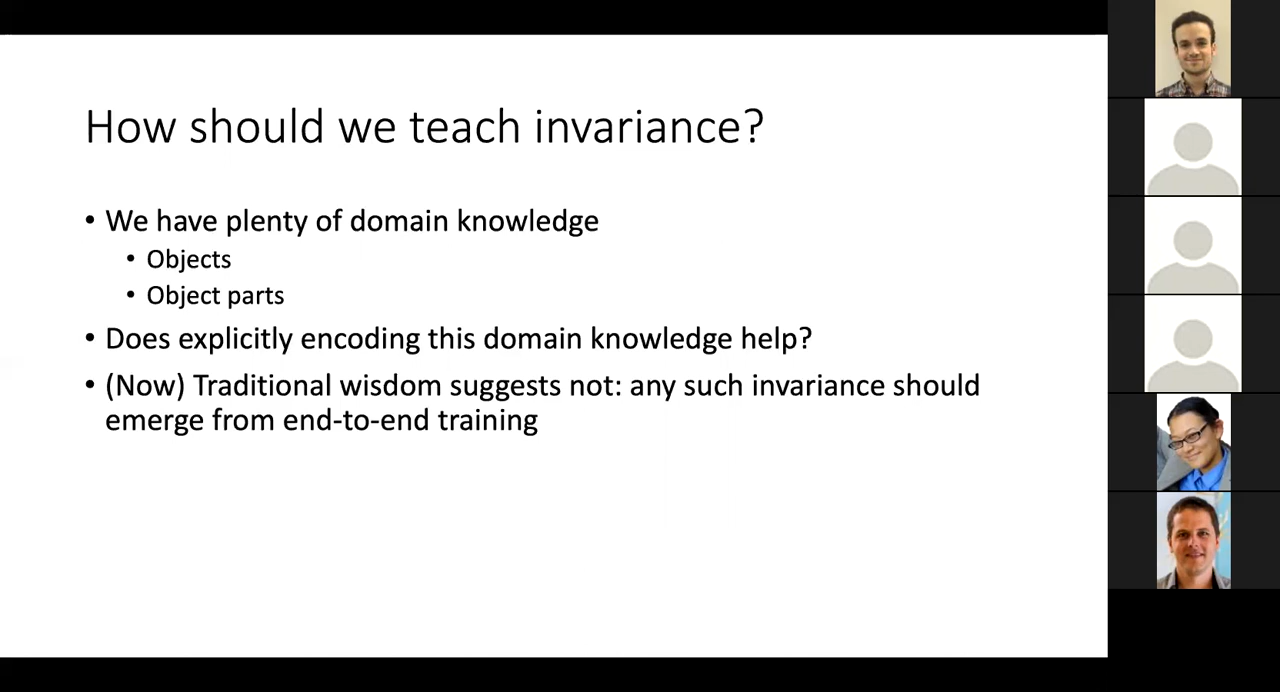 How should we teach invariance?
• We have plenty of domain knowledge
• Objects
• Object parts
• Does explicitly encoding this domain knowledge help?
• (Now) Traditional wisdom suggests not: any such invariance should
emerge from end-to-end training